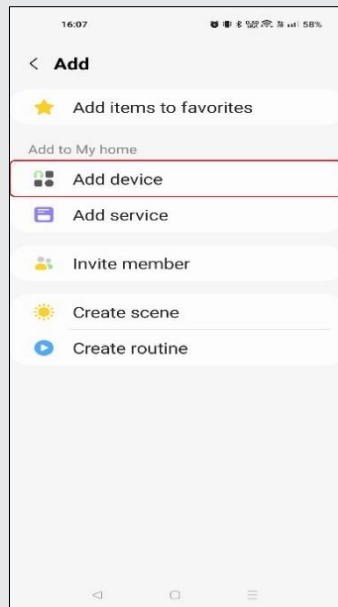 16:07 58%
Add
Add items to favorites
Add to My home
Add device
Add service
Invite member
Create scene
Create routine